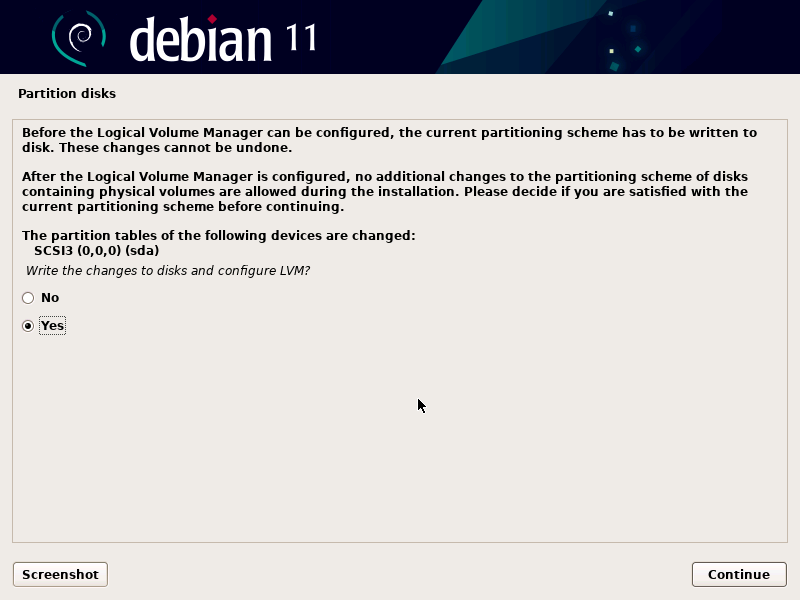 debian 11
Partition disks
Before the Logical Volume Manager can be configured, the current partitioning scheme has to be written to
disk. These changes cannot be undone.
After the Logical Volume Manager is configured, no additional changes to the partitioning scheme of disks
containing physical volumes are allowed during the installation. Please decide if you are satisfied with the
current partitioning scheme before continuing.
The partition tables of the following devices are changed:
SCSI3 (0,0,0) (sda)
Write the changes to disks and configure LVM?
No
Yes
Screenshot
Continue